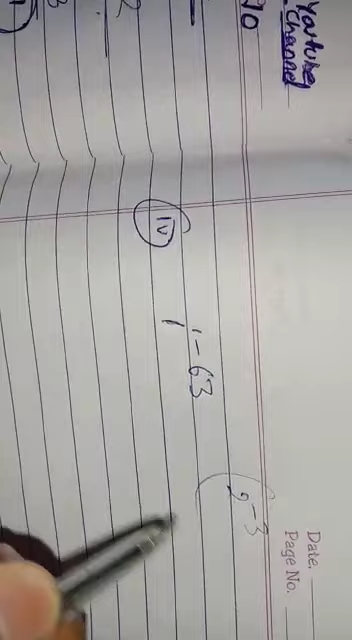 Youtube
Channel
Date.
Page No.
10
2^-3
1^-63
iv